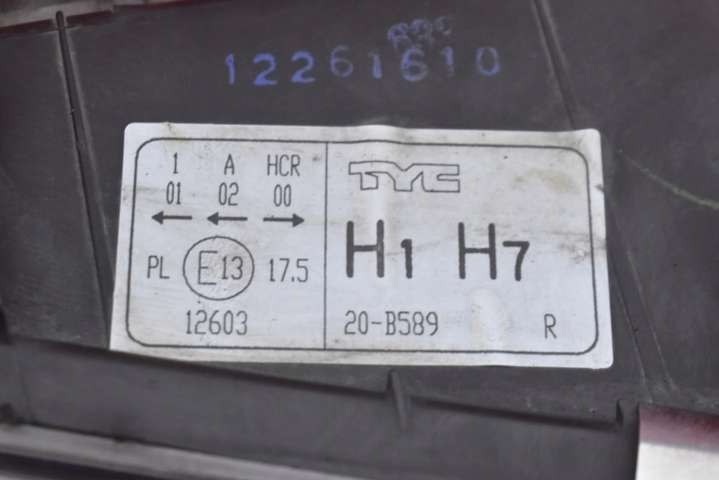 12261610
1 A HCR
01 02 00
PL E13 17.5
12603
TYC
H1 H7
20-B589 R